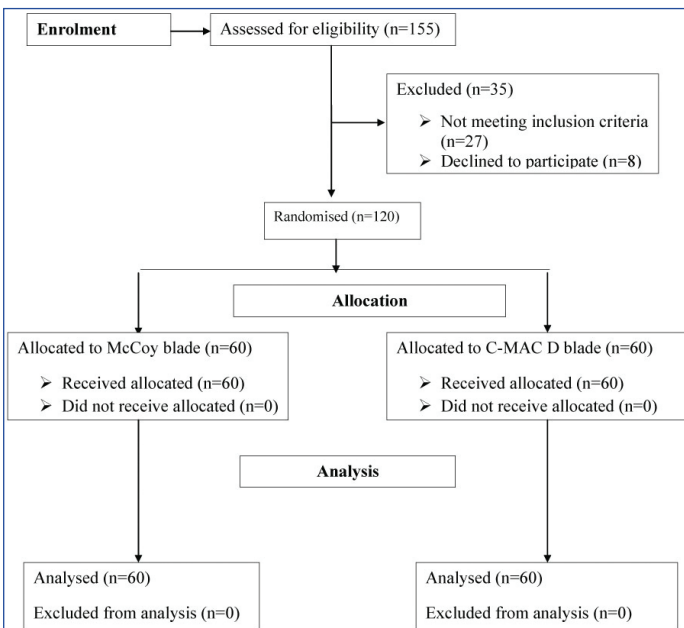 Enrolment
Assessed for eligibility (n=155)
Excluded (n=35)
➢ Not meeting inclusion criteria
(n=27)
➢ Declined to participate (n=8)
Randomised (n=120)
Allocation
Allocated to McCoy blade (n=60)
➢ Received allocated (n=60)
➢ Did not receive allocated (n=0)
Allocated to C-MAC D blade (n=60)
➢ Received allocated (n=60)
➢ Did not receive allocated (n=0)
Analysis
Analysed (n=60)
Excluded from analysis (n=0)
Analysed (n=60)
Excluded from analysis (n=0)